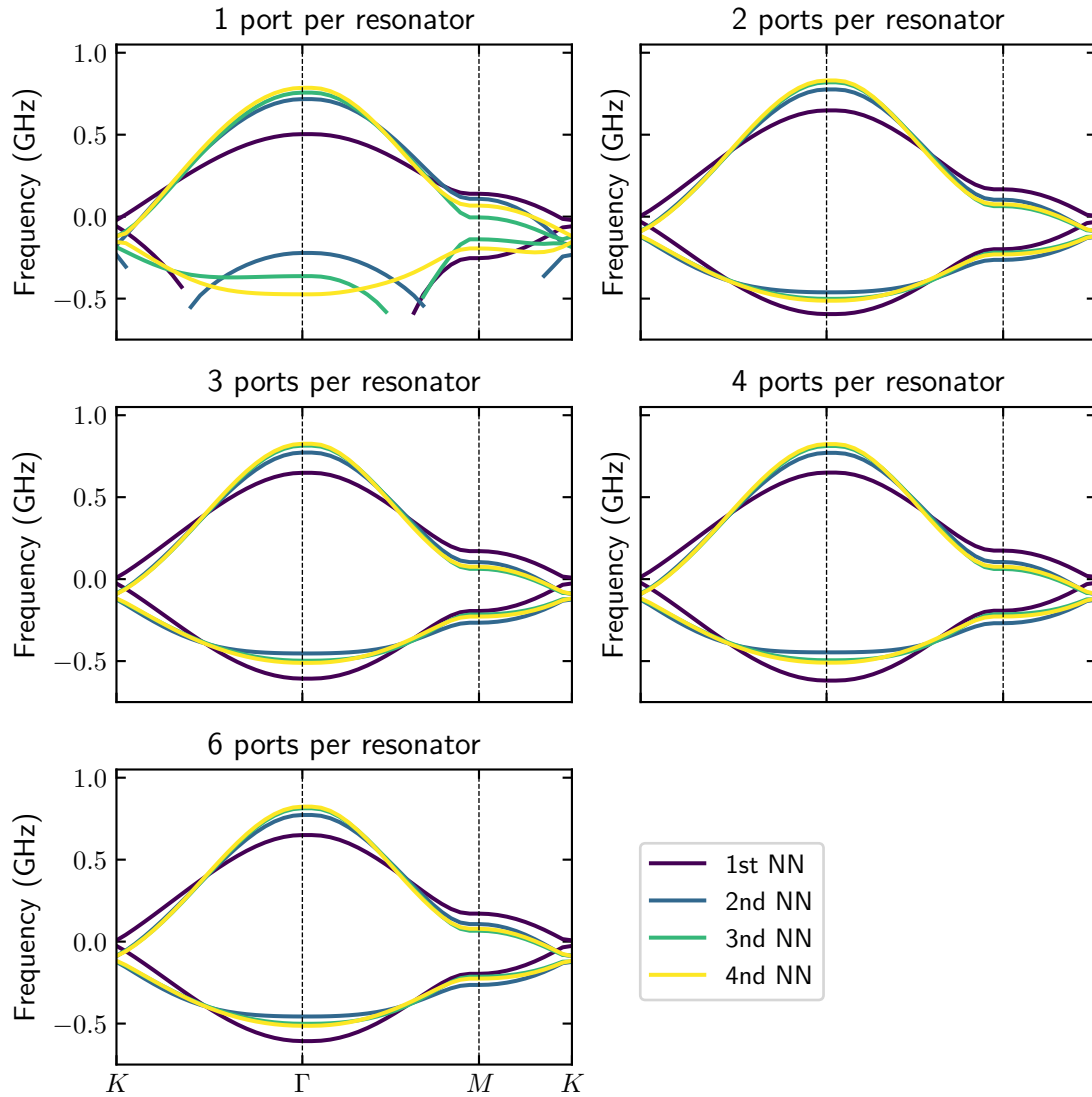 1 port per resonator
2 ports per resonator
Frequency (GHz)
1.0
0.5
0.0
−0.5
Frequency (GHz)
3 ports per resonator
4 ports per resonator
Frequency (GHz)
1.0
0.5
0.0
−0.5
Frequency (GHz)
6 ports per resonator
Frequency (GHz)
1.0
0.5
0.0
−0.5
K Γ M K
1st NN
2nd NN
3nd NN
4nd NN